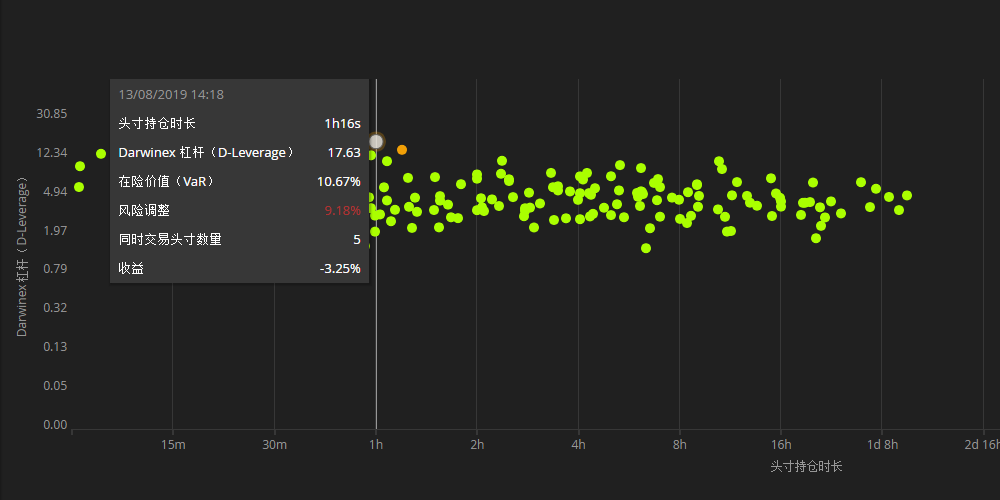 13/08/2019 14:18
头寸持仓时长 1h16s
Darwinex 杠杆（D-Leverage） 17.63
在险价值（VaR） 10.67%
风险调整 9.18%
同时交易头寸数量 5
收益 -3.25%
Darwinex 杠杆（ D-Leverage）
30.85
12.34
4.94
1.97
0.79
0.32
0.13
0.05
0.00
15m 30m 1h 2h 4h 8h 16h 1d 8h 2d 16h
头寸持仓时长